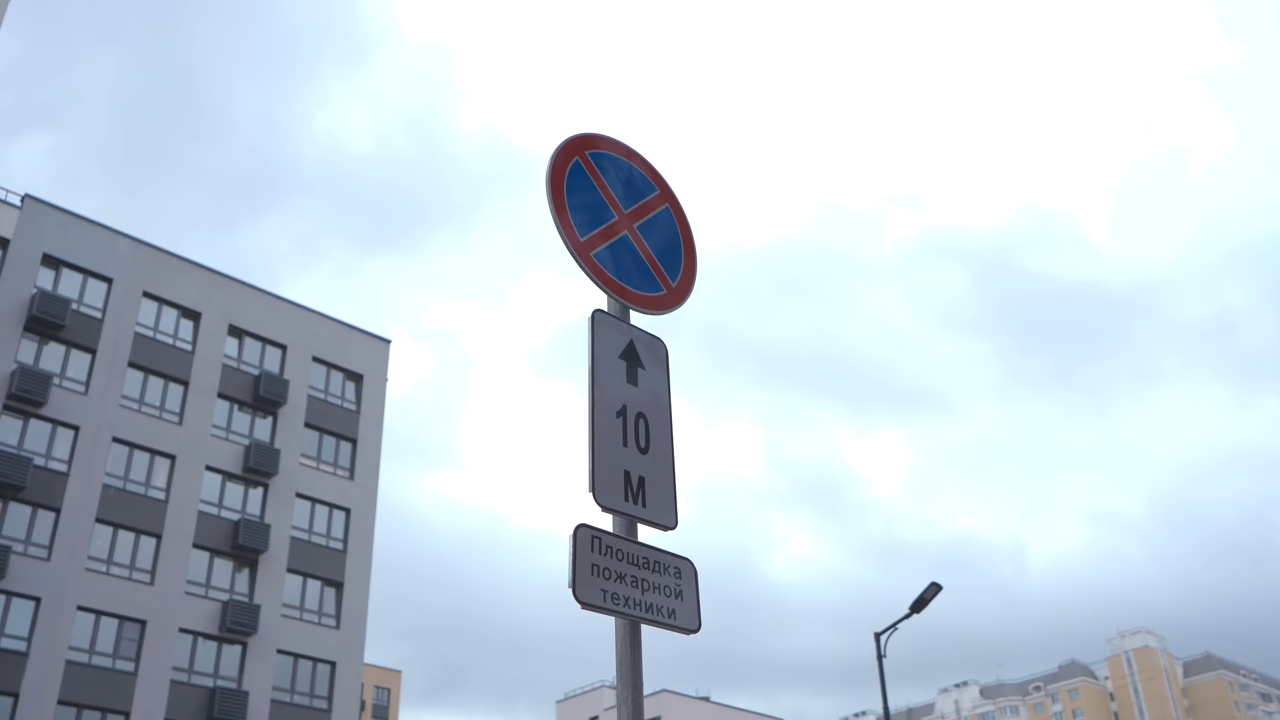 10
М
Площадка
пожарной
техники